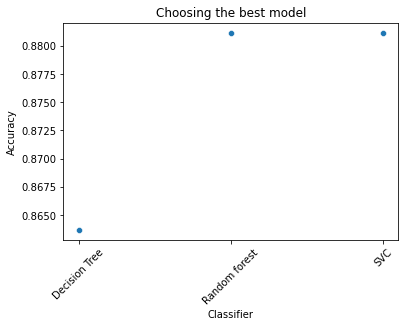 Choosing the best model
Accuracy
0.8800
0.8775
0.8750
0.8725
0.8700
0.8675
0.8650
Decision Tree
Random forest
SVC
Classifier